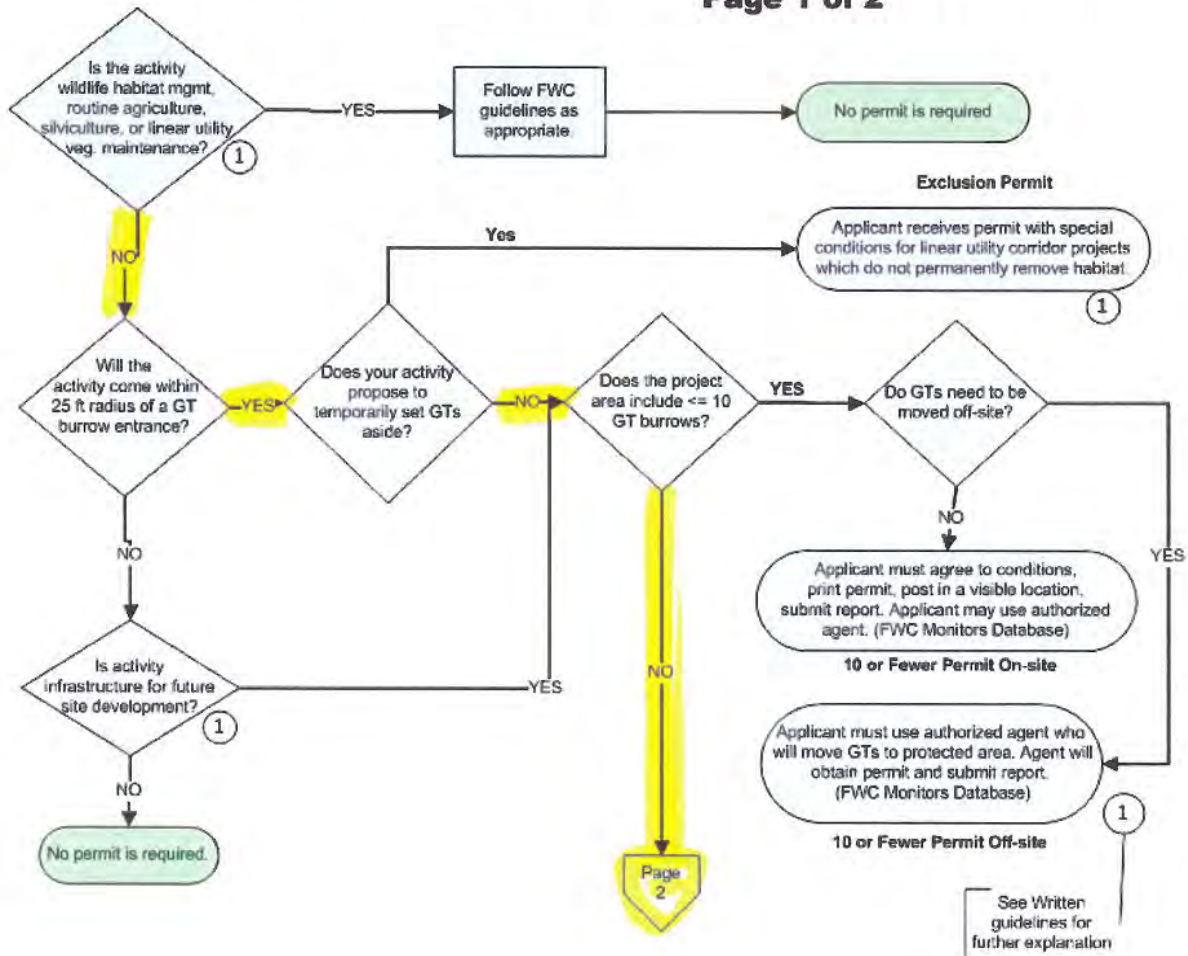 Page 1 of 2
Is the activity
wildlife habitat mgmt,
routine agriculture,
silviculture, or linear utility
veg. maintenance?
1
YES
Follow FWC
guidelines as
appropriate
No permit is required
Exclusion Permit
Applicant receives permit with special
conditions for linear utility corridor projects
which do not permanently remove habitat.
1
NO
Yes
Will the
activity come within
25 ft radius of a GT
burrow entrance?
YES
Does your activity
propose to
temporarily set GTs
aside?
NO
Does the project
area include <= 10
GT burrows?
YES
Do GTs need to be
moved off-site?
NO
NO
YES
Applicant must agree to conditions,
print permit, post in a visible location,
submit report. Applicant may use authorized
agent. (FWC Monitors Database)
10 or Fewer Permit On-site
Is activity
infrastructure for future
site development?
1
YES
NO
Applicant must use authorized agent who
will move GTs to protected area. Agent will
obtain permit and submit report.
(FWC Monitors Database)
1
10 or Fewer Permit Off-site
NO
No permit is required.
Page
2
See Written
guidelines for
further explanation